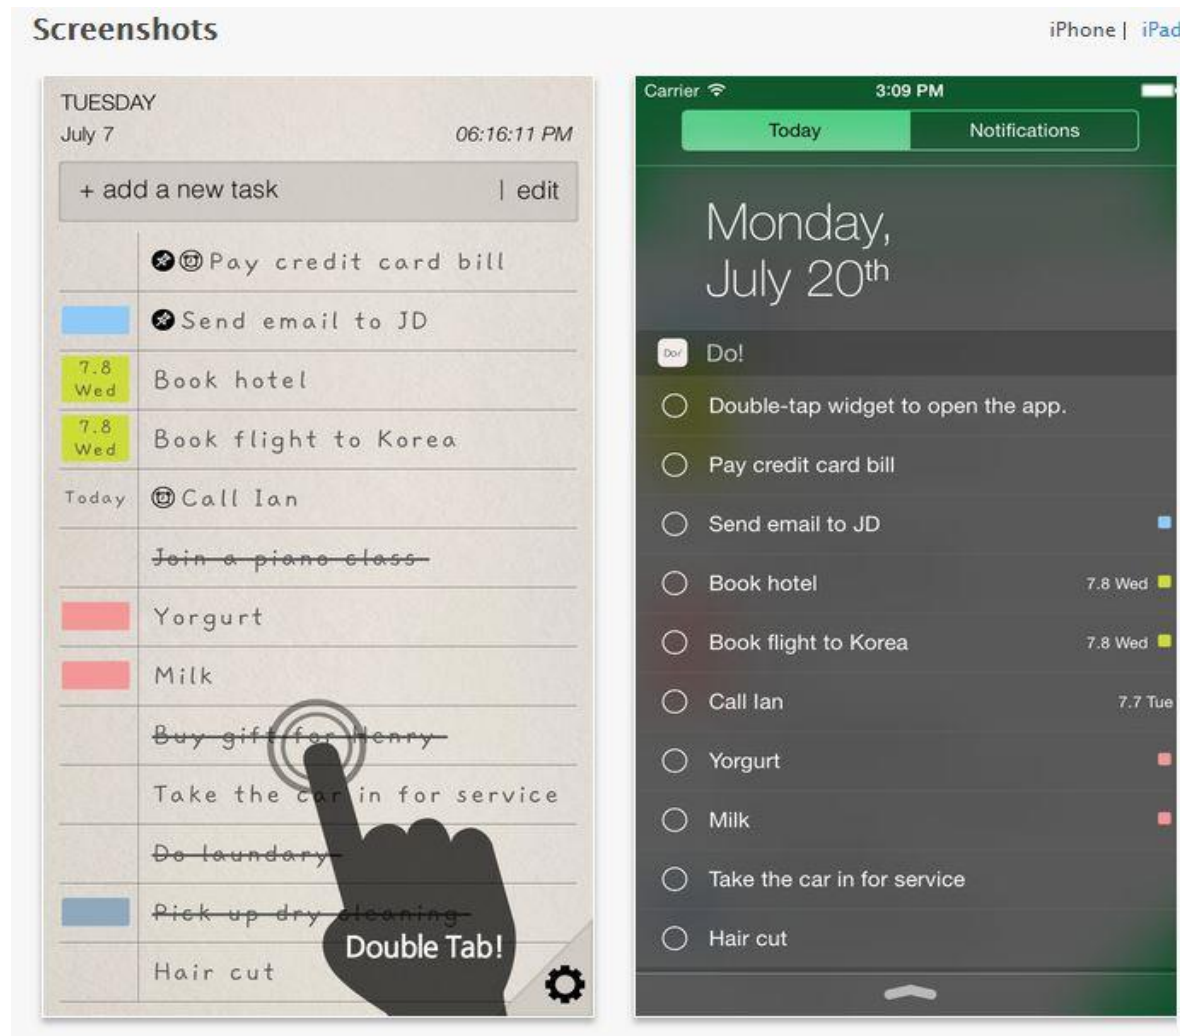 Screenshots
iPhone | iPad
TUESDAY
July 7
06:16:11 PM
+ add a new task
| edit
Pay credit card bill
Send email to JD
7.8
Wed
Book hotel
7.8
Wed
Book flight to Korea
Today
Call Ian
Join a piano class
Yorgurt
Milk
Buy gift for Henry
Take the car in for service
Do laundary
Pick up dry cleaning
Double Tab!
Hair cut
Carrier
3:09 PM
Today
Notifications
Monday,
July 20th
Do!
Do!
Double-tap widget to open the app.
Pay credit card bill
Send email to JD
Book hotel
7.8 Wed
Book flight to Korea
7.8 Wed
Call Ian
7.7 Tue
Yorgurt
Milk
Take the car in for service
Hair cut